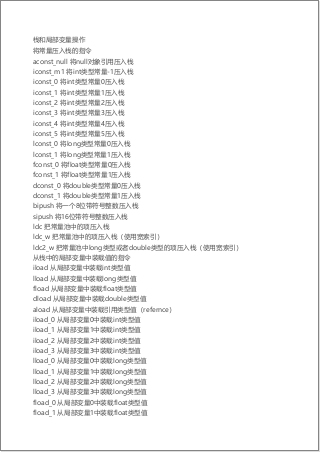 栈和局部变量操作
将常量压入栈的指令
aconst_null 将null对象引用压入栈
iconst_m1 将int类型常量-1压入栈
iconst_0 将int类型常量0压入栈
iconst_1 将int类型常量1压入栈
iconst_2 将int类型常量2压入栈
iconst_3 将int类型常量3压入栈
iconst_4 将int类型常量4压入栈
iconst_5 将int类型常量5压入栈
lconst_0 将long类型常量0压入栈
lconst_1 将long类型常量1压入栈
fconst_0 将float类型常量0压入栈
fconst_1 将float类型常量1压入栈
dconst_0 将double类型常量0压入栈
dconst_1 将double类型常量1压入栈
bipush 将一个8位带符号整数压入栈
sipush 将16位带符号整数压入栈
ldc 把常量池中的项压入栈
ldc_w 把常量池中的项压入栈（使用宽索引）
ldc2_w 把常量池中long类型或者double类型的项压入栈（使用宽索引）
从栈中的局部变量中装载值的指令
iload 从局部变量中装载int类型值
lload 从局部变量中装载long类型值
fload 从局部变量中装载float类型值
dload 从局部变量中装载double类型值
aload 从局部变量中装载引用类型值（refernce）
iload_0 从局部变量0中装载int类型值
iload_1 从局部变量1中装载int类型值
iload_2 从局部变量2中装载int类型值
iload_3 从局部变量3中装载int类型值
lload_0 从局部变量0中装载long类型值
lload_1 从局部变量1中装载long类型值
lload_2 从局部变量2中装载long类型值
lload_3 从局部变量3中装载long类型值
fload_0 从局部变量0中装载float类型值
fload_1 从局部变量1中装载float类型值